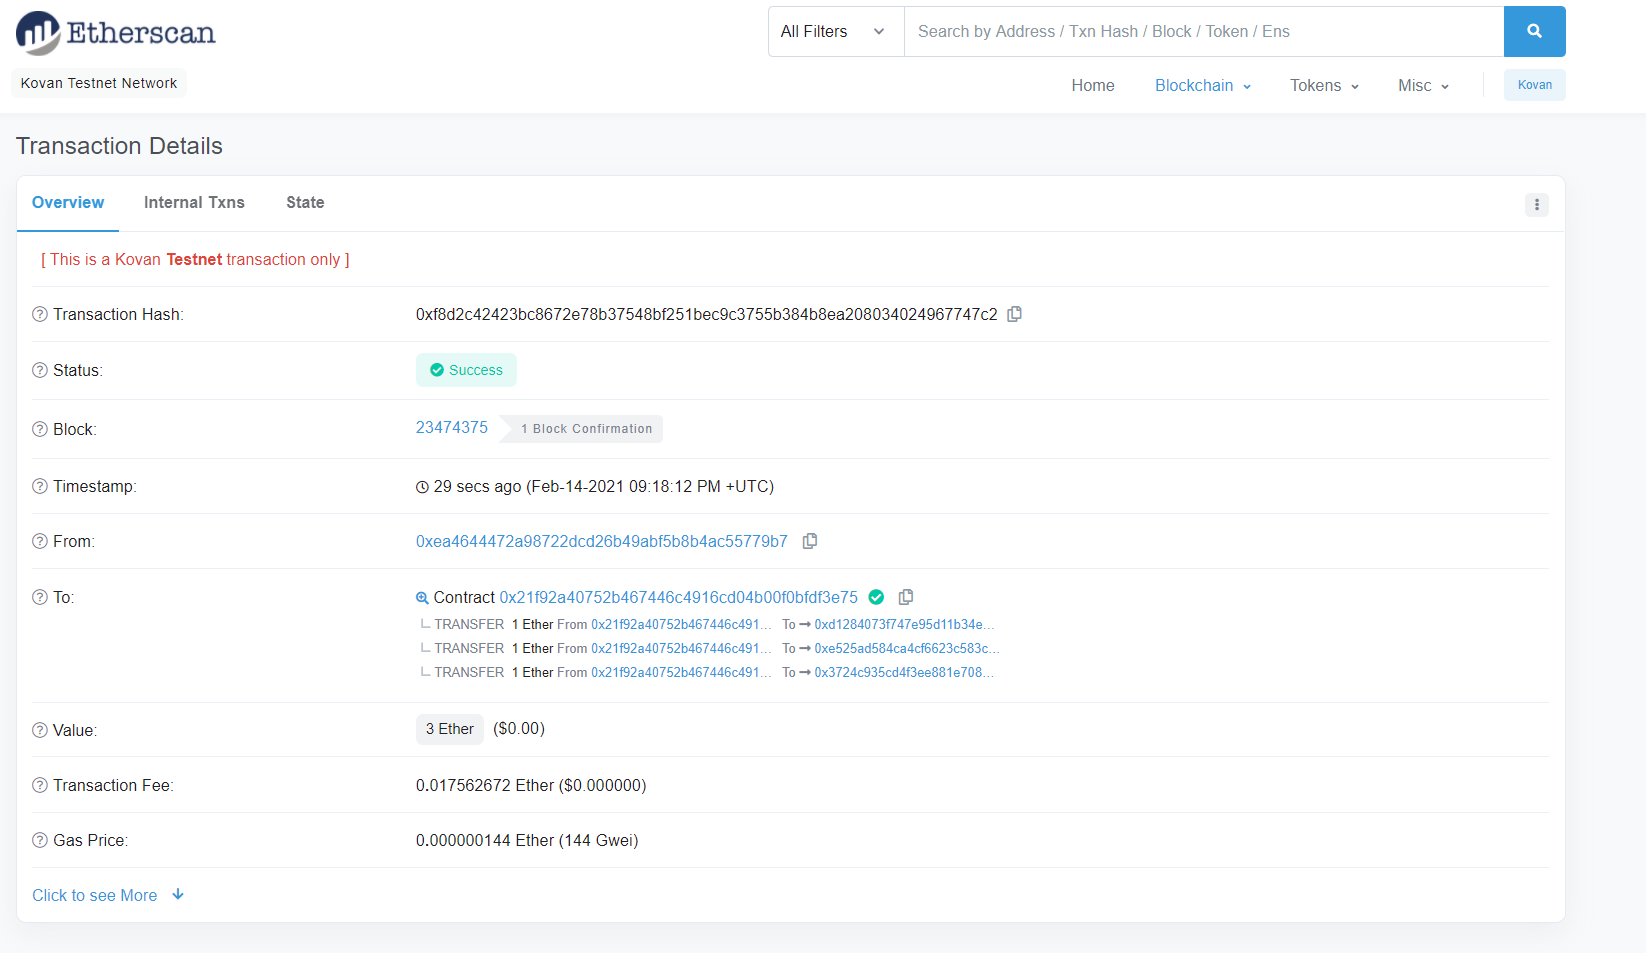 Etherscan
All Filters
Search by Address / Txn Hash / Block / Token / Ens
Kovan Testnet Network
Home
Blockchain
Tokens
Misc
Kovan
Transaction Details
Overview
Internal Txns
State
[ This is a Kovan Testnet transaction only ]
Transaction Hash:
0xf8d2c42423bc8672e78b37548bf251bec9c3755b384b8ea208034024967747c2
Status:
Success
Block:
23474375
1 Block Confirmation
Timestamp:
29 secs ago (Feb-14-2021 09:18:12 PM +UTC)
From:
0xea4644472a98722dcd26b49abf5b8b4ac55779b7
To:
Contract 0x21f92a40752b467446c4916cd04b00f0bfdf3e75
TRANSFER 1 Ether From 0x21f92a40752b467446c491... To 0xd1284073f747e95d11b34e...
TRANSFER 1 Ether From 0x21f92a40752b467446c491... To 0xe525ad584ca4cf6623c583c...
TRANSFER 1 Ether From 0x21f92a40752b467446c491... To 0x3724c935cd4f3ee881e708...
Value:
3 Ether ($0.00)
Transaction Fee:
0.017562672 Ether ($0.000000)
Gas Price:
0.000000144 Ether (144 Gwei)
Click to see More